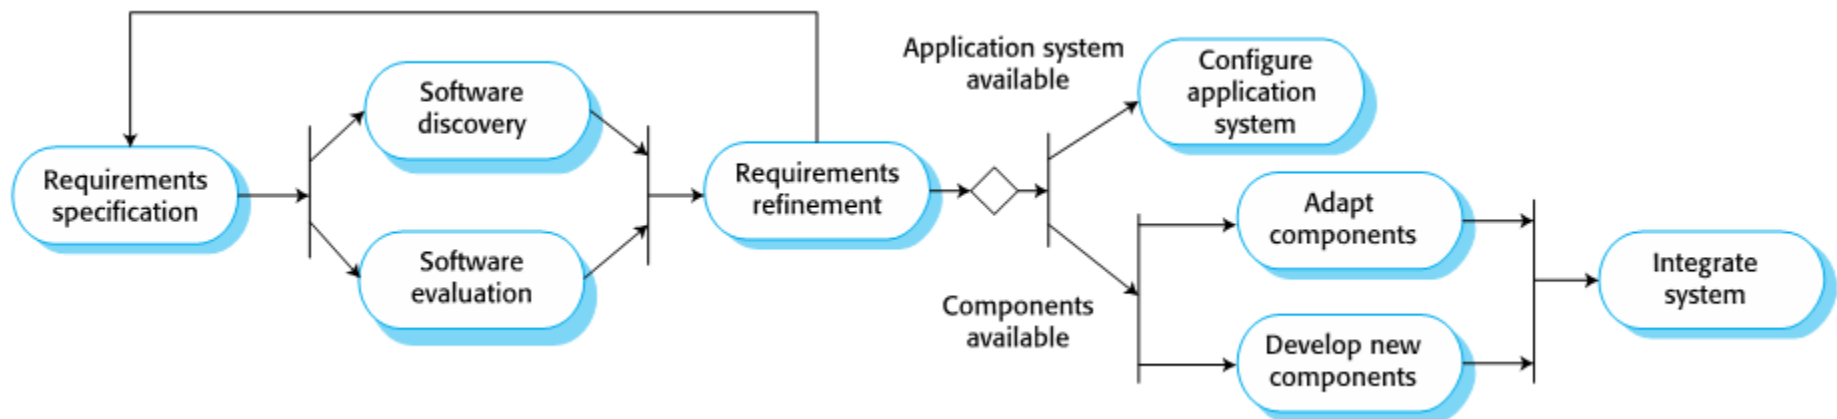 Requirements
specification
Software
discovery
Software
evaluation
Requirements
refinement
Application system
available
Configure
application
system
Components
available
Adapt
components
Develop new
components
Integrate
system